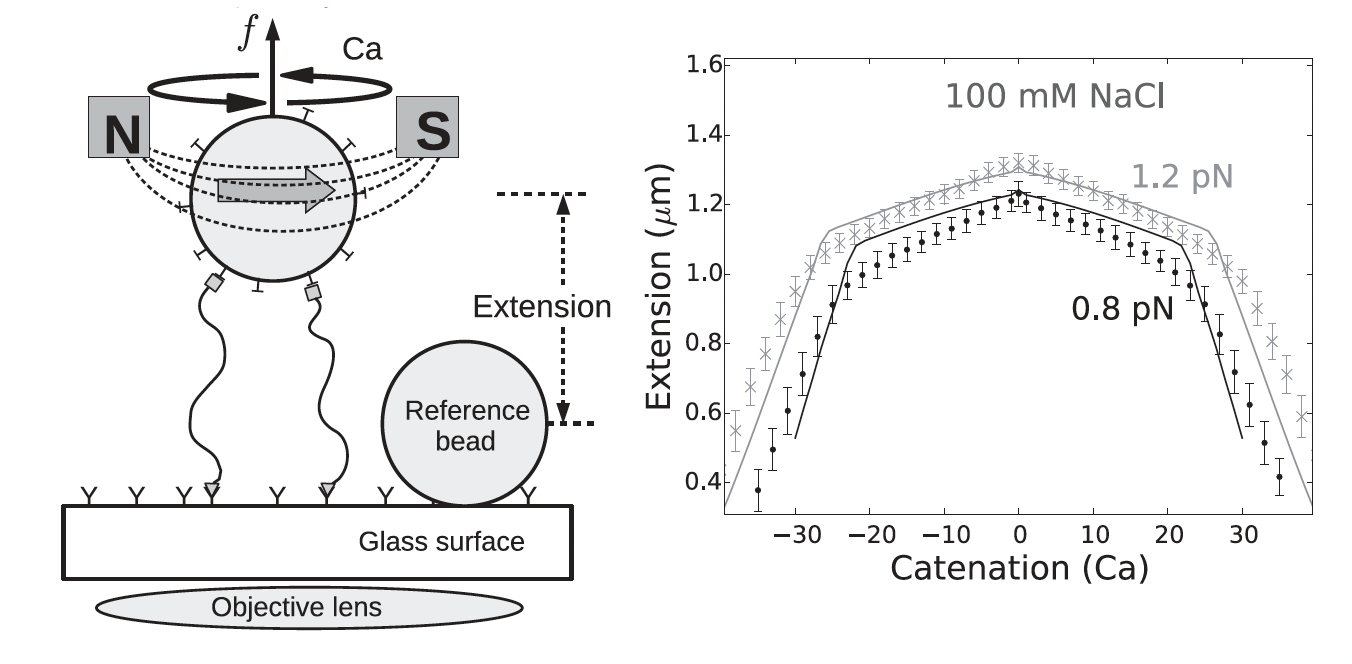 f
Ca
N
S
Extension
Reference
bead
Glass surface
Objective lens
Extension (μm)
1.6
1.4
1.2
1.0
0.8
0.6
0.4
100 mM NaCl
1.2 pN
0.8 pN
−30 −20 −10 0 10 20 30
Catenation (Ca)